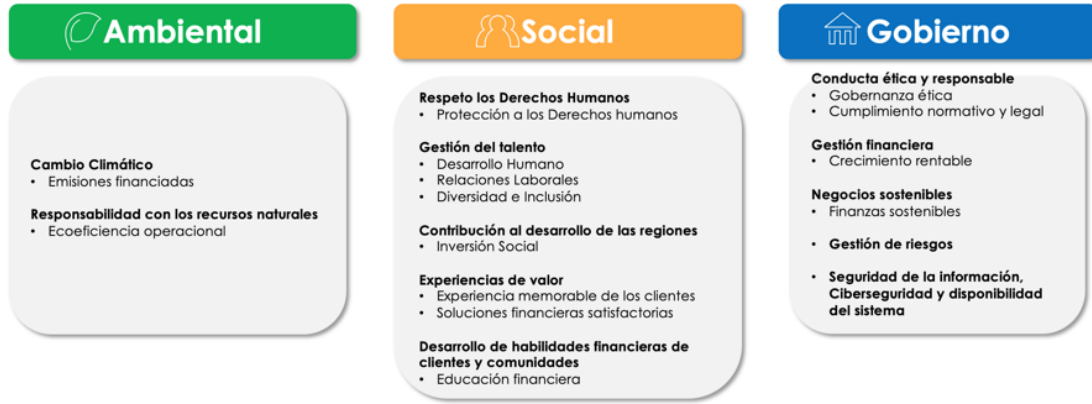 Ambiental
Cambio Climático
• Emisiones financiadas
Responsabilidad con los recursos naturales
• Ecoeficiencia operacional
Social
Respeto los Derechos Humanos
• Protección a los Derechos humanos
Gestión del talento
• Desarrollo Humano
• Relaciones Laborales
• Diversidad e Inclusión
Contribución al desarrollo de las regiones
• Inversión Social
Experiencias de valor
• Experiencia memorable de los clientes
• Soluciones financieras satisfactorias
Desarrollo de habilidades financieras de
clientes y comunidades
• Educación financiera
Gobierno
Conducta ética y responsable
• Gobernanza ética
• Cumplimiento normativo y legal
Gestión financiera
• Crecimiento rentable
Negocios sostenibles
• Finanzas sostenibles
• Gestión de riesgos
• Seguridad de la información,
Ciberseguridad y disponibilidad
del sistema